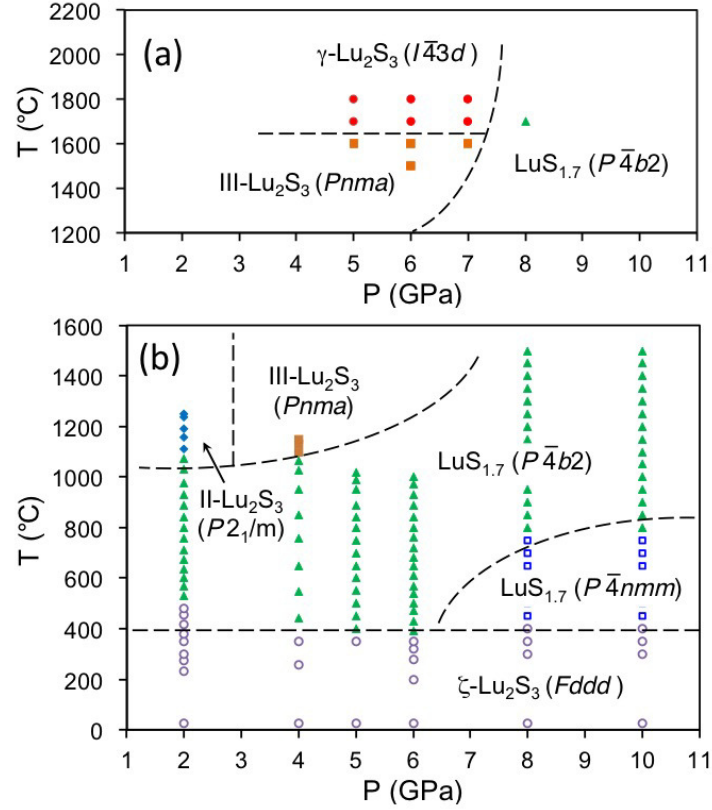 2200
2000
1800
1600
1400
1200
T (°C)
(a)
γ-Lu₂S₃ (I4̅3d)
III-Lu₂S₃ (Pnma)
LuS₁.₇ (P4̅b2)
1 2 3 4 5 6 7 8 9 10 11
P (GPa)
1600
1400
1200
1000
800
600
400
200
0
T (°C)
(b)
III-Lu₂S₃
(Pnma)
LuS₁.₇ (P4̅b2)
II-Lu₂S₃
(P2₁/m)
LuS₁.₇ (P4̅nmm)
ζ-Lu₂S₃ (Fddd)
1 2 3 4 5 6 7 8 9 10 11
P (GPa)